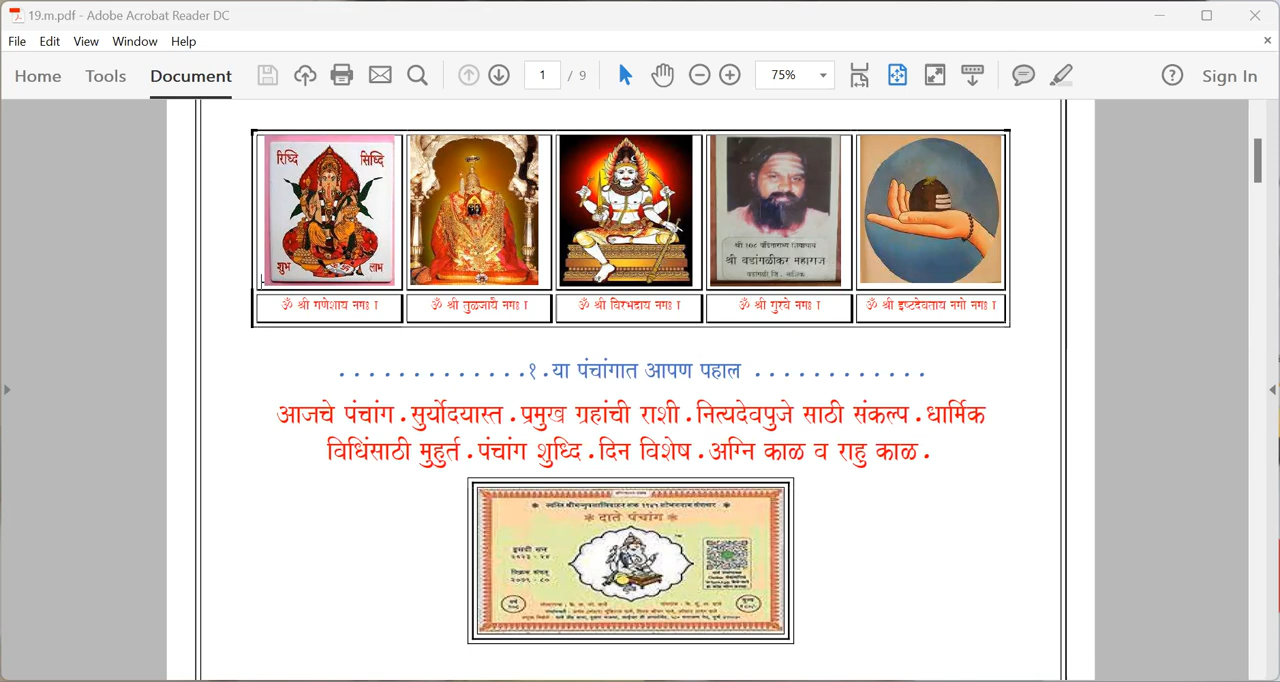 19.m.pdf - Adobe Acrobat Reader DC
File Edit View Window Help
Home Tools Document 1 / 9 75% Sign In
रिध्दि सिध्दि
शुभ लाभ
श्री वडांगळीकर महाराज
ॐ श्री गणेशाय नमः । ॐ श्री तुळजायै नमः । ॐ श्री विरभद्राय नमः । ॐ श्री गुरवे नमः । ॐ श्री इष्टदेवताय नमो नमः ।
. . . . . . . . . . . . .१.या पंचांगात आपण पहाल . . . . . . . . . . . .
आजचे पंचांग.सुर्योदयास्त.प्रमुख ग्रहांची राशी.नित्यदेवपुजे साठी संकल्प.धार्मिक
विधिंसाठी मुहुर्त.पंचांग शुध्दि.दिन विशेष.अग्नि काळ व राहु काळ.
❋ दाते पंचांग ❋